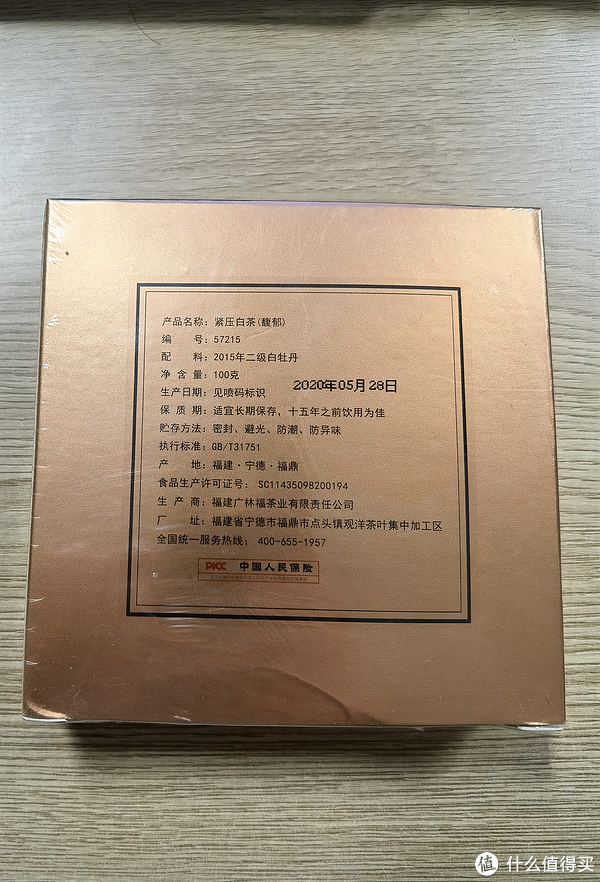 产品名称：紧压白茶(馥郁)
编　　号：57215
配　　料：2015年二级白牡丹
净 含 量：100克
生产日期：见喷码标识
2020年05月28日
保 质 期：适宜长期保存，十五年之前饮用为佳
贮存方法：密封、避光、防潮、防异味
执行标准：GB/T31751
产　　地：福建·宁德·福鼎
食品生产许可证号：SC11435098200194
生 产 商：福建广林福茶业有限责任公司
厂　　址：福建省宁德市福鼎市点头镇观洋茶叶集中加工区
全国统一服务热线：400-655-1957
PICC 中国人民保险
值 什么值得买